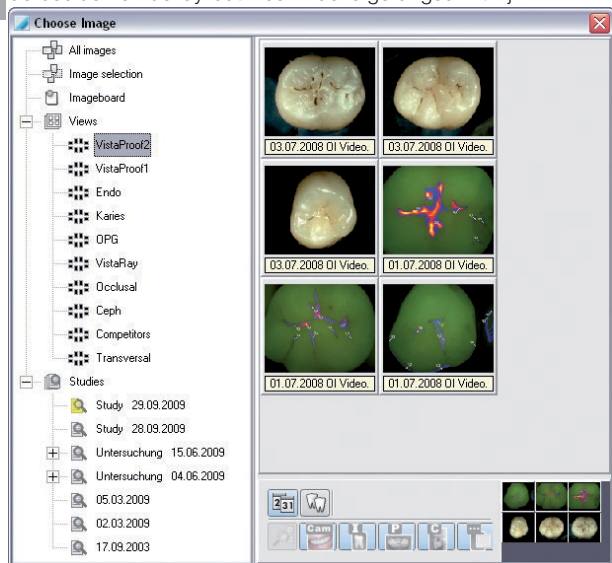 Choose Image
All images
Image selection
Imageboard
Views
VistaProof2
VistaProof1
Endo
Karies
OPG
VistaRay
Occlusal
Ceph
Competitors
Transversal
Studies
Study 29.09.2009
Study 28.09.2009
Untersuchung 15.06.2009
Untersuchung 04.06.2009
05.03.2009
02.03.2009
17.09.2003
03.07.2008 OI Video.
03.07.2008 OI Video.
03.07.2008 OI Video.
01.07.2008 OI Video.
01.07.2008 OI Video.
01.07.2008 OI Video.
2 31
Cam
I
P
C